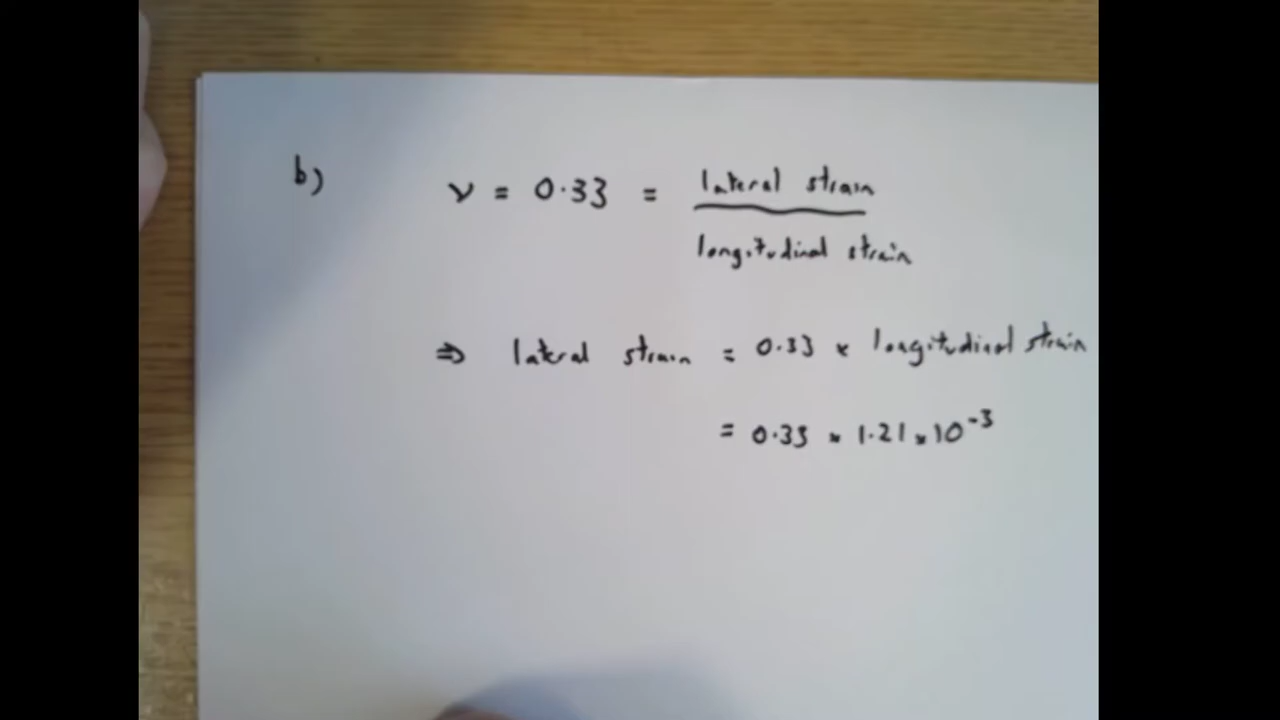 b) ν = 0.33 = lateral strain
longitudinal strain
⇒ lateral strain = 0.33 × longitudinal strain
= 0.33 × 1.21 × 10⁻³